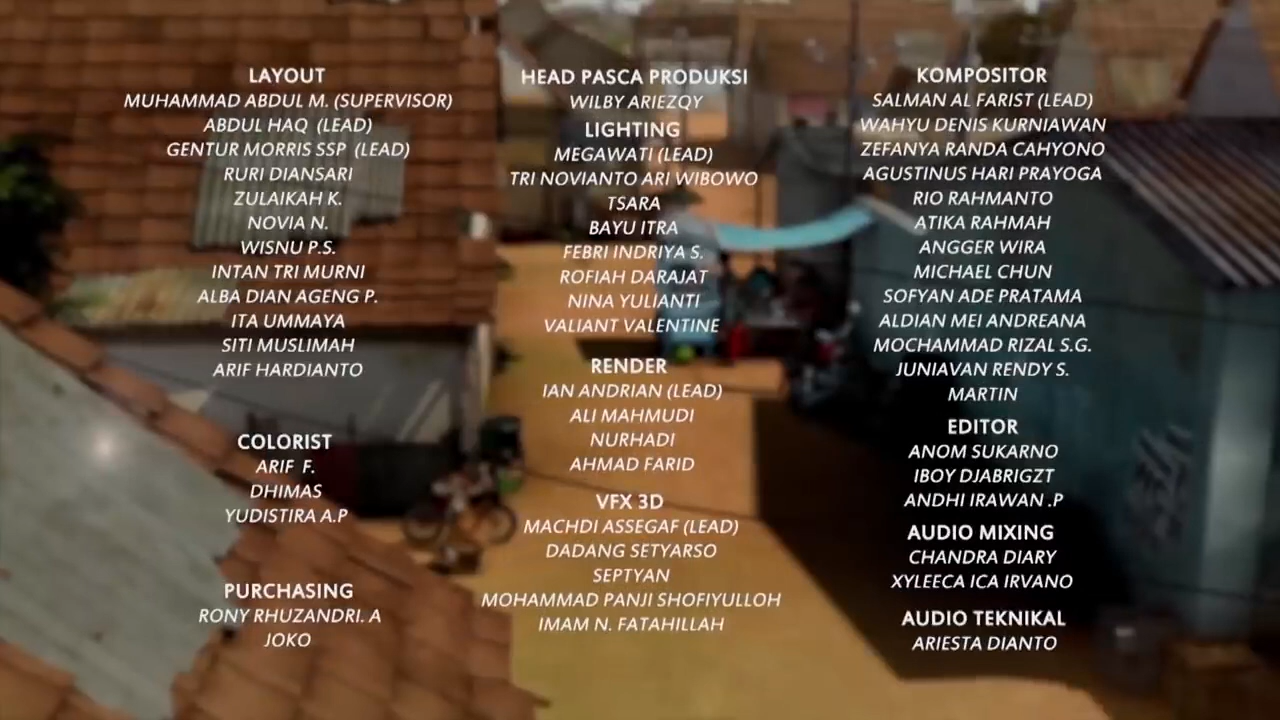 LAYOUT
MUHAMMAD ABDUL M. (SUPERVISOR)
ABDUL HAQ (LEAD)
GENTUR MORRIS SSP (LEAD)
RURI DIANSARI
ZULAIKAH K.
NOVIA N.
WISNU P.S.
INTAN TRI MURNI
ALBA DIAN AGENG P.
ITA UMMAYA
SITI MUSLIMAH
ARIF HARDIANTO
COLORIST
ARIF F.
DHIMAS
YUDISTIRA A.P
PURCHASING
RONY RHUZANDRI. A
JOKO
HEAD PASCA PRODUKSI
WILBY ARIEZQY
LIGHTING
MEGAWATI (LEAD)
TRI NOVIANTO ARI WIBOWO
TSARA
BAYU ITRA
FEBRI INDRIYA S.
ROFIAH DARAJAT
NINA YULIANTI
VALIANT VALENTINE
RENDER
IAN ANDRIAN (LEAD)
ALI MAHMUDI
NURHADI
AHMAD FARID
VFX 3D
MACHDI ASSEGAF (LEAD)
DADANG SETYARSO
SEPTYAN
MOHAMMAD PANJI SHOFIYULLOH
IMAM N. FATAHILLAH
KOMPOSITOR
SALMAN AL FARIST (LEAD)
WAHYU DENIS KURNIAWAN
ZEFANYA RANDA CAHYONO
AGUSTINUS HARI PRAYOGA
RIO RAHMANTO
ATIKA RAHMAH
ANGGER WIRA
MICHAEL CHUN
SOFYAN ADE PRATAMA
ALDIAN MEI ANDREANA
MOCHAMMAD RIZAL S.G.
JUNIAVAN RENDY S.
MARTIN
EDITOR
ANOM SUKARNO
IBOY DJABRIGZT
ANDHI IRAWAN .P
AUDIO MIXING
CHANDRA DIARY
XYLEECA ICA IRVANO
AUDIO TEKNIKAL
ARIESTA DIANTO